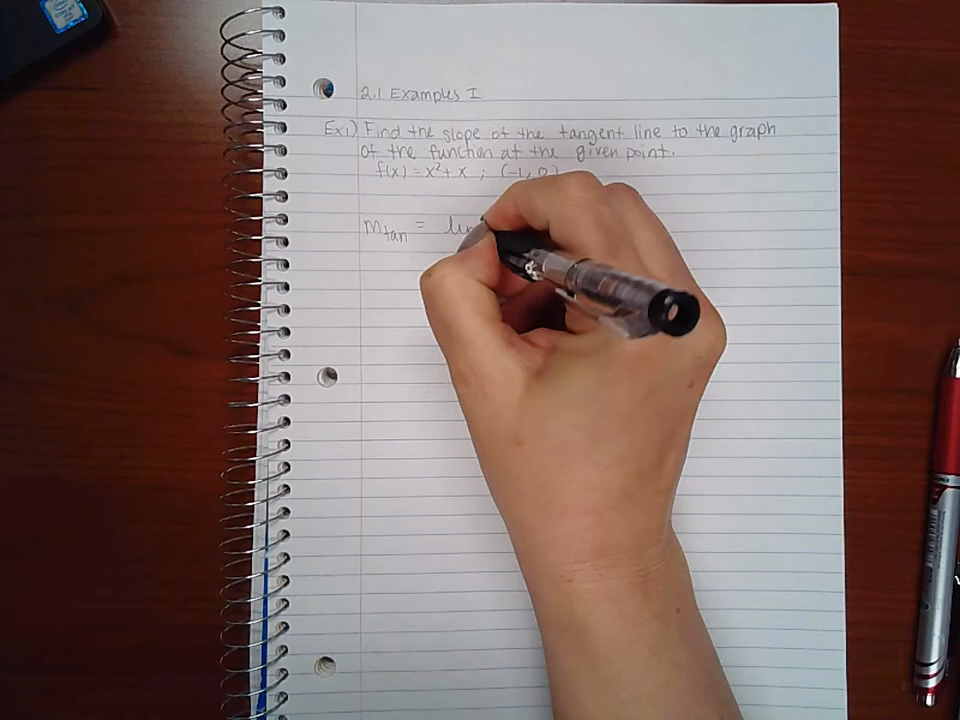 2.1 Examples I
Ex1) Find the slope of the tangent line to the graph
of the function at the given point.
f(x) = x² + x ; (-1, 0)
m_tan = lim